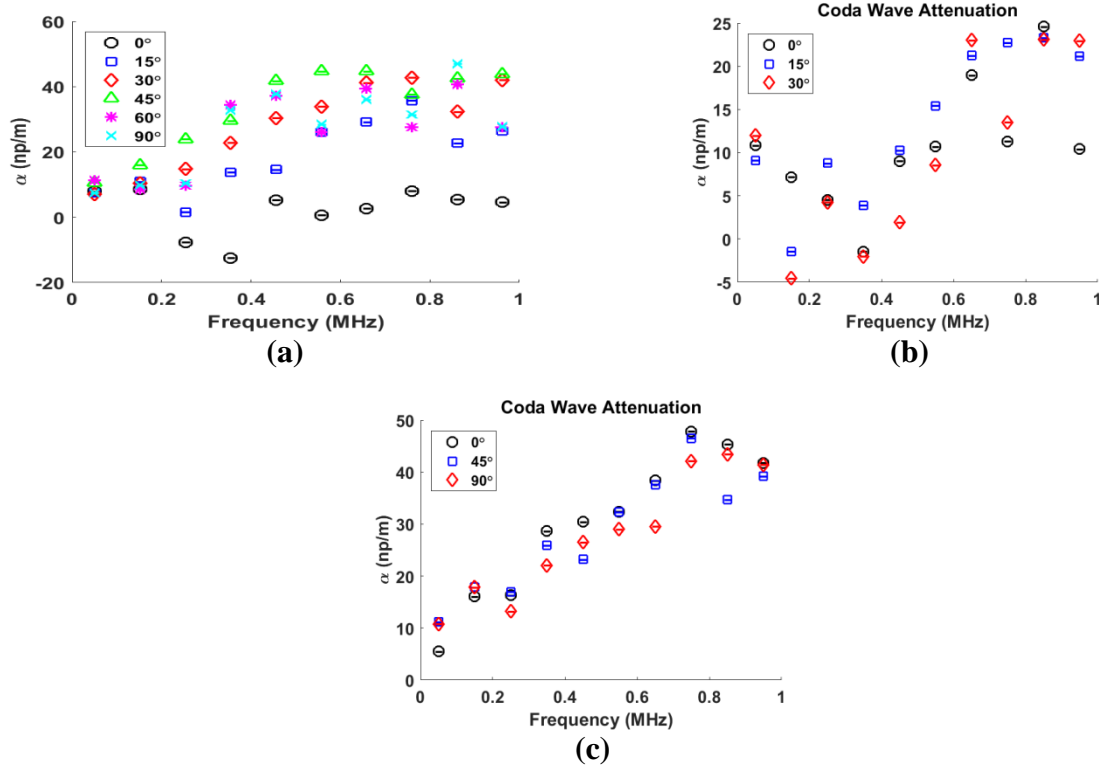 60
40
20
0
-20
α (np/m)
0°
15°
30°
45°
60°
90°
0 0.2 0.4 0.6 0.8 1
Frequency (MHz)
(a)
Coda Wave Attenuation
25
20
15
10
5
0
-5
α (np/m)
0°
15°
30°
0 0.2 0.4 0.6 0.8 1
Frequency (MHz)
(b)
Coda Wave Attenuation
50
40
30
20
10
0
α (np/m)
0°
45°
90°
0 0.2 0.4 0.6 0.8 1
Frequency (MHz)
(c)